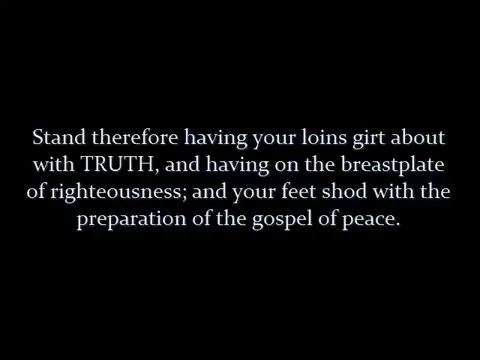 Stand therefore having your loins girt about
with TRUTH, and having on the breastplate
of righteousness; and your feet shod with the
preparation of the gospel of peace.